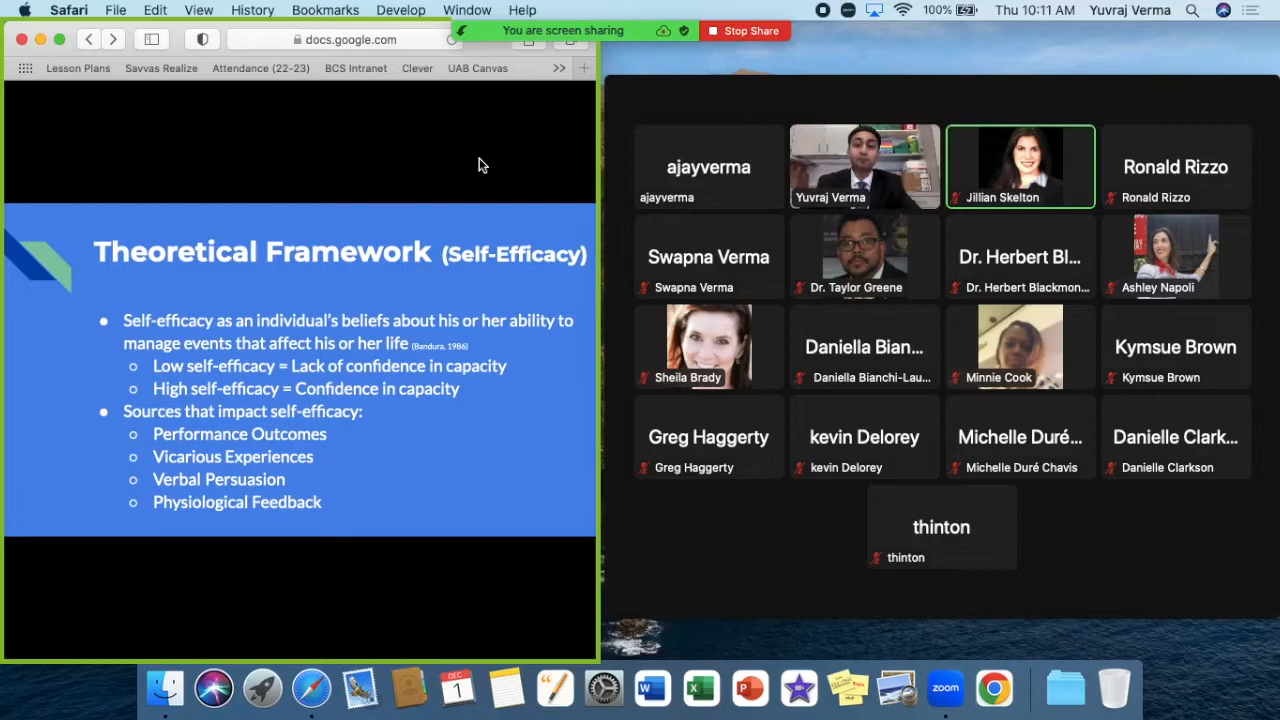 Safari File Edit View History Bookmarks Develop Window Help
100% Thu 10:11 AM Yuvraj Verma
You are screen sharing
Stop Share
docs.google.com
Lesson Plans Savvas Realize Attendance (22-23) BCS Intranet Clever UAB Canvas >>
Theoretical Framework (Self-Efficacy)
● Self-efficacy as an individual's beliefs about his or her ability to
manage events that affect his or her life (Bandura, 1986)
○ Low self-efficacy = Lack of confidence in capacity
○ High self-efficacy = Confidence in capacity
● Sources that impact self-efficacy:
○ Performance Outcomes
○ Vicarious Experiences
○ Verbal Persuasion
○ Physiological Feedback
ajayverma
ajayverma
Yuvraj Verma
Jillian Skelton
Ronald Rizzo
Ronald Rizzo
Swapna Verma
Swapna Verma
Dr. Taylor Greene
Dr. Herbert Bl...
Dr. Herbert Blackmon...
Ashley Napoli
Sheila Brady
Daniella Bian...
Daniella Bianchi-Lau...
Minnie Cook
Kymsue Brown
Kymsue Brown
Greg Haggerty
Greg Haggerty
kevin Delorey
kevin Delorey
Michelle Duré...
Michelle Duré Chavis
Danielle Clark...
Danielle Clarkson
thinton
thinton
DEC
1
zoom